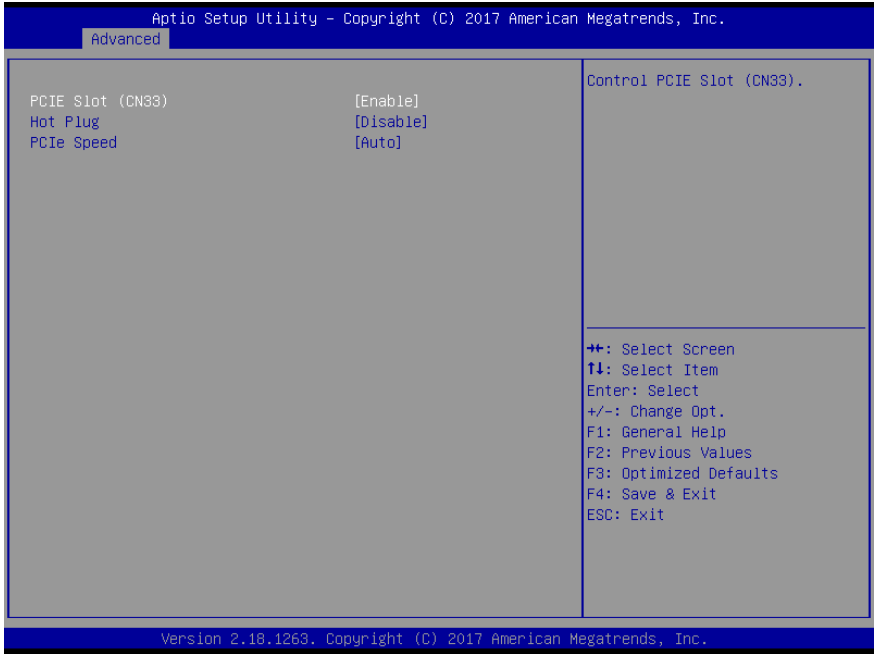 Aptio Setup Utility – Copyright (C) 2017 American Megatrends, Inc.
Advanced
PCIE Slot (CN33) [Enable]
Hot Plug [Disable]
PCIe Speed [Auto]
Control PCIE Slot (CN33).
→←: Select Screen
↑↓: Select Item
Enter: Select
+/-: Change Opt.
F1: General Help
F2: Previous Values
F3: Optimized Defaults
F4: Save & Exit
ESC: Exit
Version 2.18.1263. Copyright (C) 2017 American Megatrends, Inc.